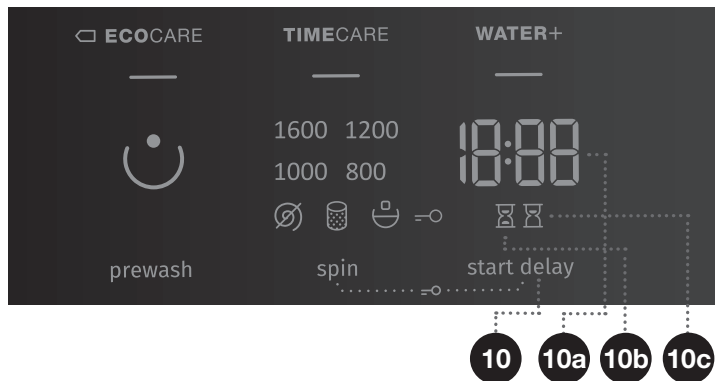 ECOCARE TIMECARE WATER+
1600 1200 18:88
1000 800
prewash spin start delay
10 10a 10b 10c